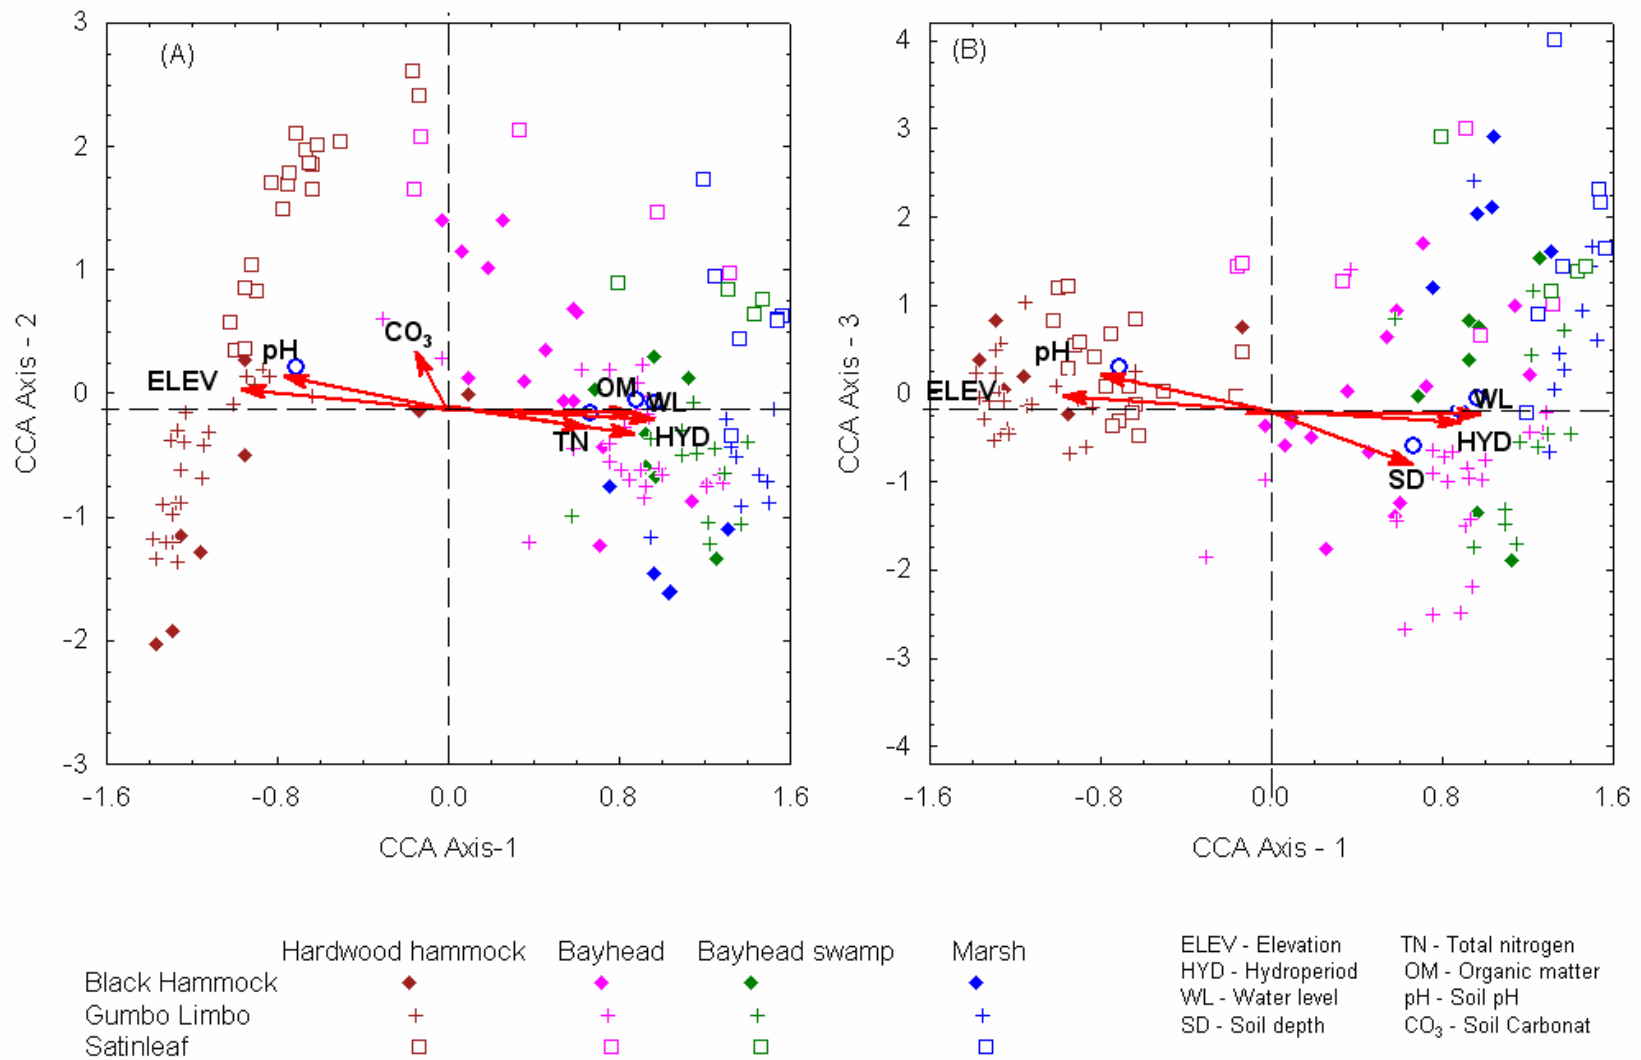 (A)
3
2
1
0
-1
-2
-3
CCA Axis - 2
ELEV
pH
CO3
OM
WL
TN
HYD
-1.6 -0.8 0.0 0.8 1.6
CCA Axis-1
(B)
4
3
2
1
0
-1
-2
-3
-4
CCA Axis - 3
pH
ELEV
WL
HYD
SD
-1.6 -0.8 0.0 0.8 1.6
CCA Axis - 1
Hardwood hammock Bayhead Bayhead swamp Marsh
Black Hammock
Gumbo Limbo
Satinleaf
ELEV - Elevation TN - Total nitrogen
HYD - Hydroperiod OM - Organic matter
WL - Water level pH - Soil pH
SD - Soil depth CO3 - Soil Carbonat